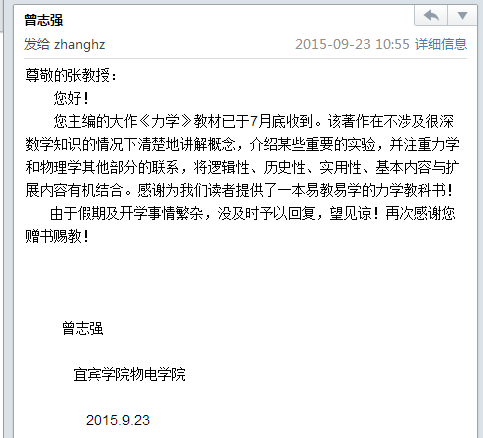 曾志强
发给 zhanghz 2015-09-23 10:55 详细信息
尊敬的张教授：
您好！
您主编的大作《力学》教材已于7月底收到。该著作在不涉及很深
数学知识的情况下清楚地讲解概念，介绍某些重要的实验，并注重力学
和物理学其他部分的联系，将逻辑性、历史性、实用性、基本内容与扩
展内容有机结合。感谢为我们读者提供了一本易教易学的力学教科书！
由于假期及开学事情繁杂，没及时予以回复，望见谅！再次感谢您
赠书赐教！
曾志强
宜宾学院物电学院
2015.9.23